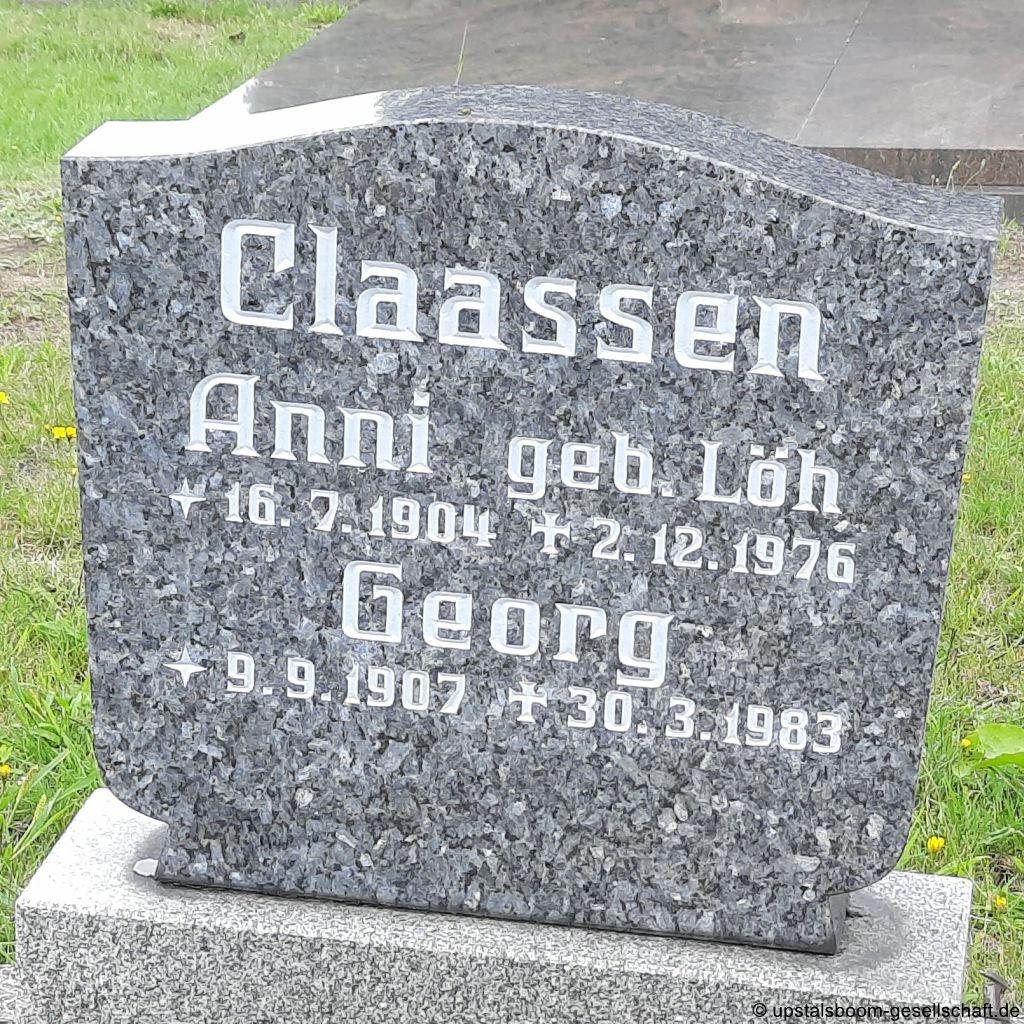 Claassen
Anni geb. Löh
* 16. 7. 1904 ✝ 2. 12. 1976
Georg
* 9. 9. 1907 ✝ 30. 3. 1983
© upstalsboom-gesellschaft.de